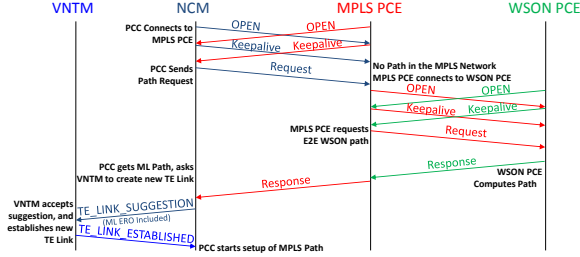 VNTM NCM MPLS PCE WSON PCE
PCC Connects to
MPLS PCE
OPEN OPEN
Keepalive Keepalive
PCC Sends
Path Request
Request
No Path in the MPLS Network
MPLS PCE connects to WSON PCE
OPEN OPEN
Keepalive Keepalive
MPLS PCE requests
E2E WSON path
Request
Response
WSON PCE
Computes Path
PCC gets ML Path, asks
VNTM to create new TE Link
Response
VNTM accepts
suggestion, and
establishes new
TE Link
TE_LINK_SUGGESTION
(ML ERO Included)
TE_LINK_ESTABLISHED
PCC starts setup of MPLS Path